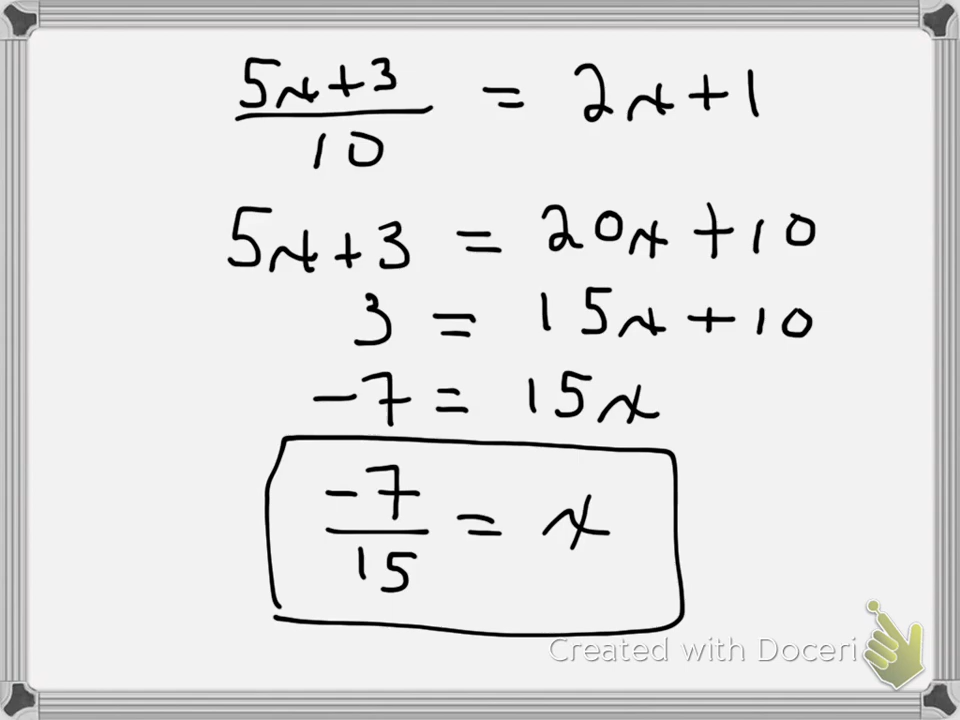 5x+3/10 = 2x+1
5x+3 = 20x+10
3 = 15x+10
-7 = 15x
-7/15 = x
Created with Doceri